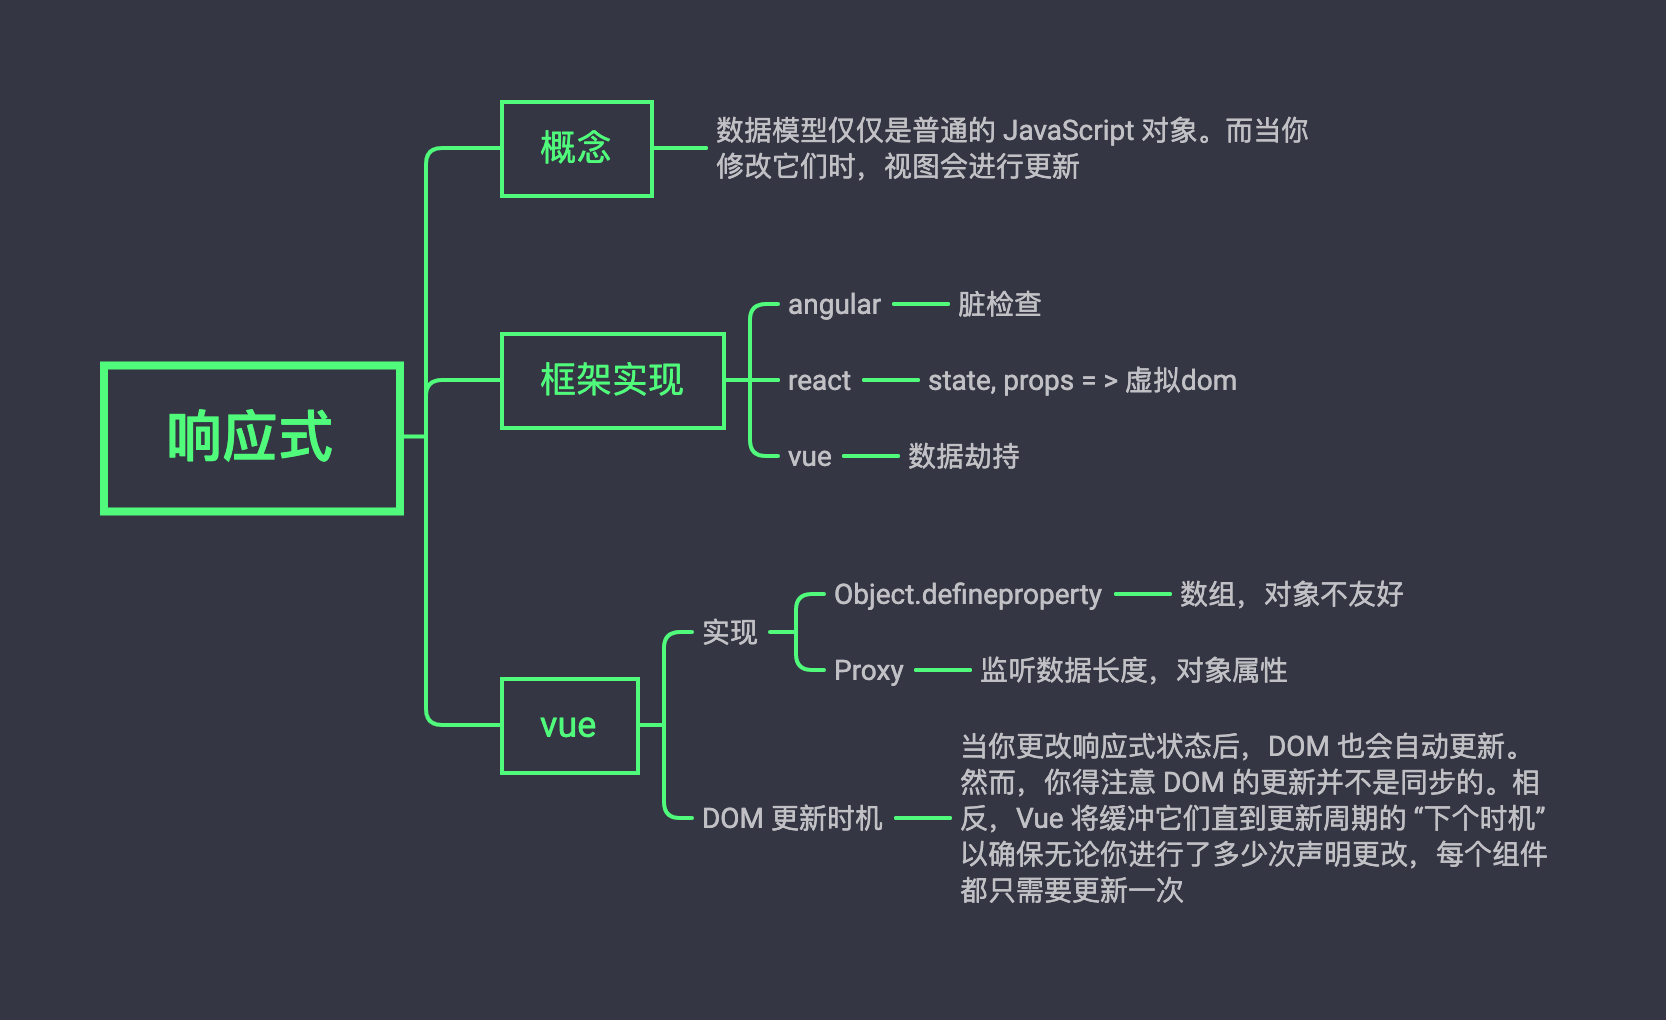 响应式
概念
数据模型仅仅是普通的 JavaScript 对象。而当你
修改它们时，视图会进行更新
框架实现
angular
脏检查
react
state, props = > 虚拟dom
vue
数据劫持
vue
实现
Object.defineproperty
数组，对象不友好
Proxy
监听数据长度，对象属性
DOM 更新时机
当你更改响应式状态后，DOM 也会自动更新。
然而，你得注意 DOM 的更新并不是同步的。相
反，Vue 将缓冲它们直到更新周期的 “下个时机”
以确保无论你进行了多少次声明更改，每个组件
都只需要更新一次